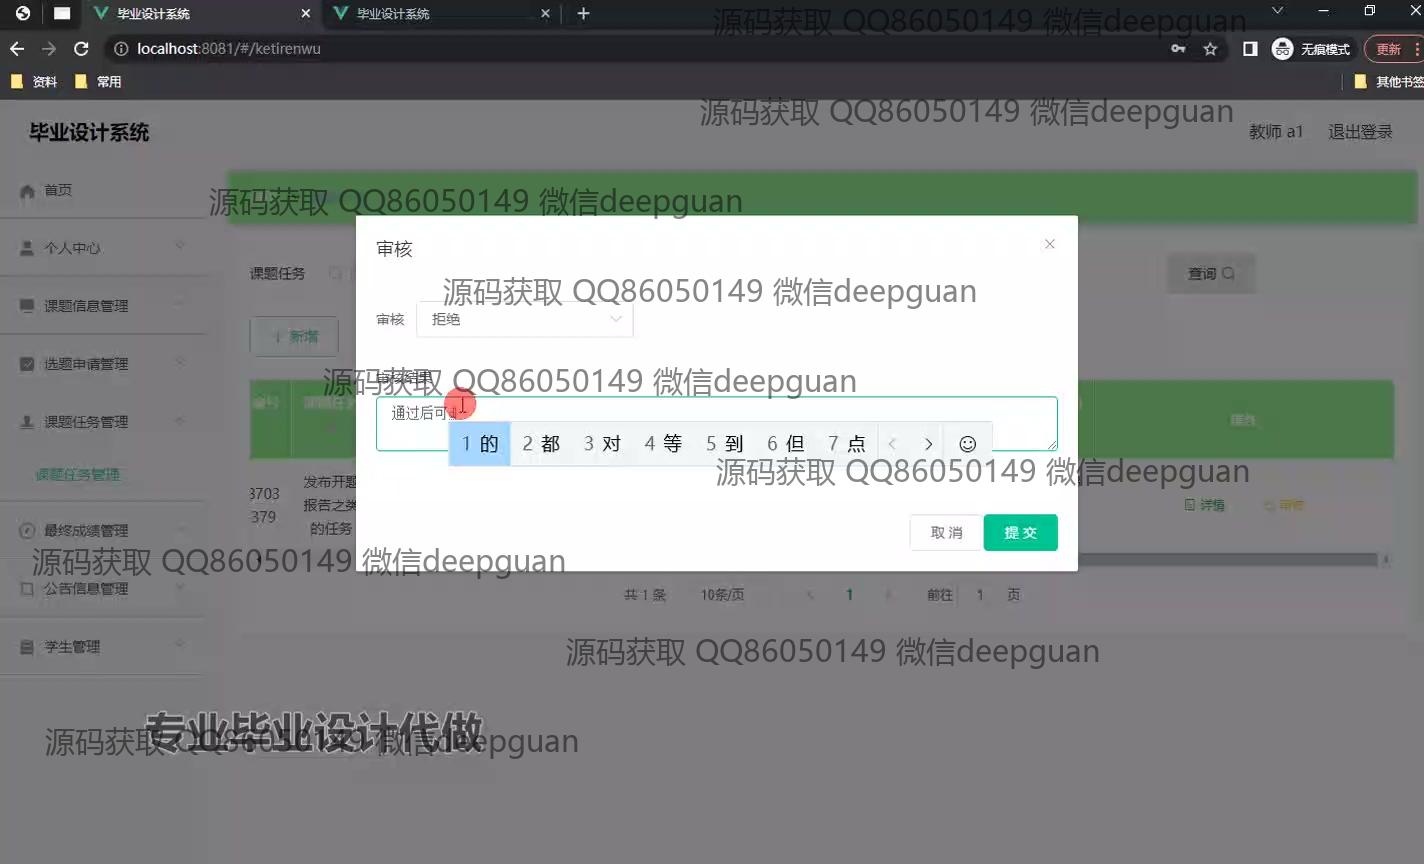 毕业设计系统
毕业设计系统
localhost:8081/#/ketirenwu
无痕模式
更新
资料
常用
其他书签
源码获取 QQ86050149 微信deepguan
源码获取 QQ86050149 微信deepguan
毕业设计系统
教师 a1
退出登录
首页
源码获取 QQ86050149 微信deepguan
审核
个人中心
课题任务
查询
源码获取 QQ86050149 微信deepguan
课题信息管理
审核
拒绝
新增
选题申请管理
源码获取 QQ86050149 微信deepguan
通过后可
课题任务管理
1 的 2 都 3 对 4 等 5 到 6 但 7 点
课题任务管理
源码获取 QQ86050149 微信deepguan
3703
379
发布开题
报告之类
的任务
详情
最终成绩管理
取消
提交
源码获取 QQ86050149 微信deepguan
公告信息管理
共 1 条
10条/页
1
前往
1
页
学生管理
源码获取 QQ86050149 微信deepguan
专业毕业设计代做
源码获取 QQ86050149 微信deepguan